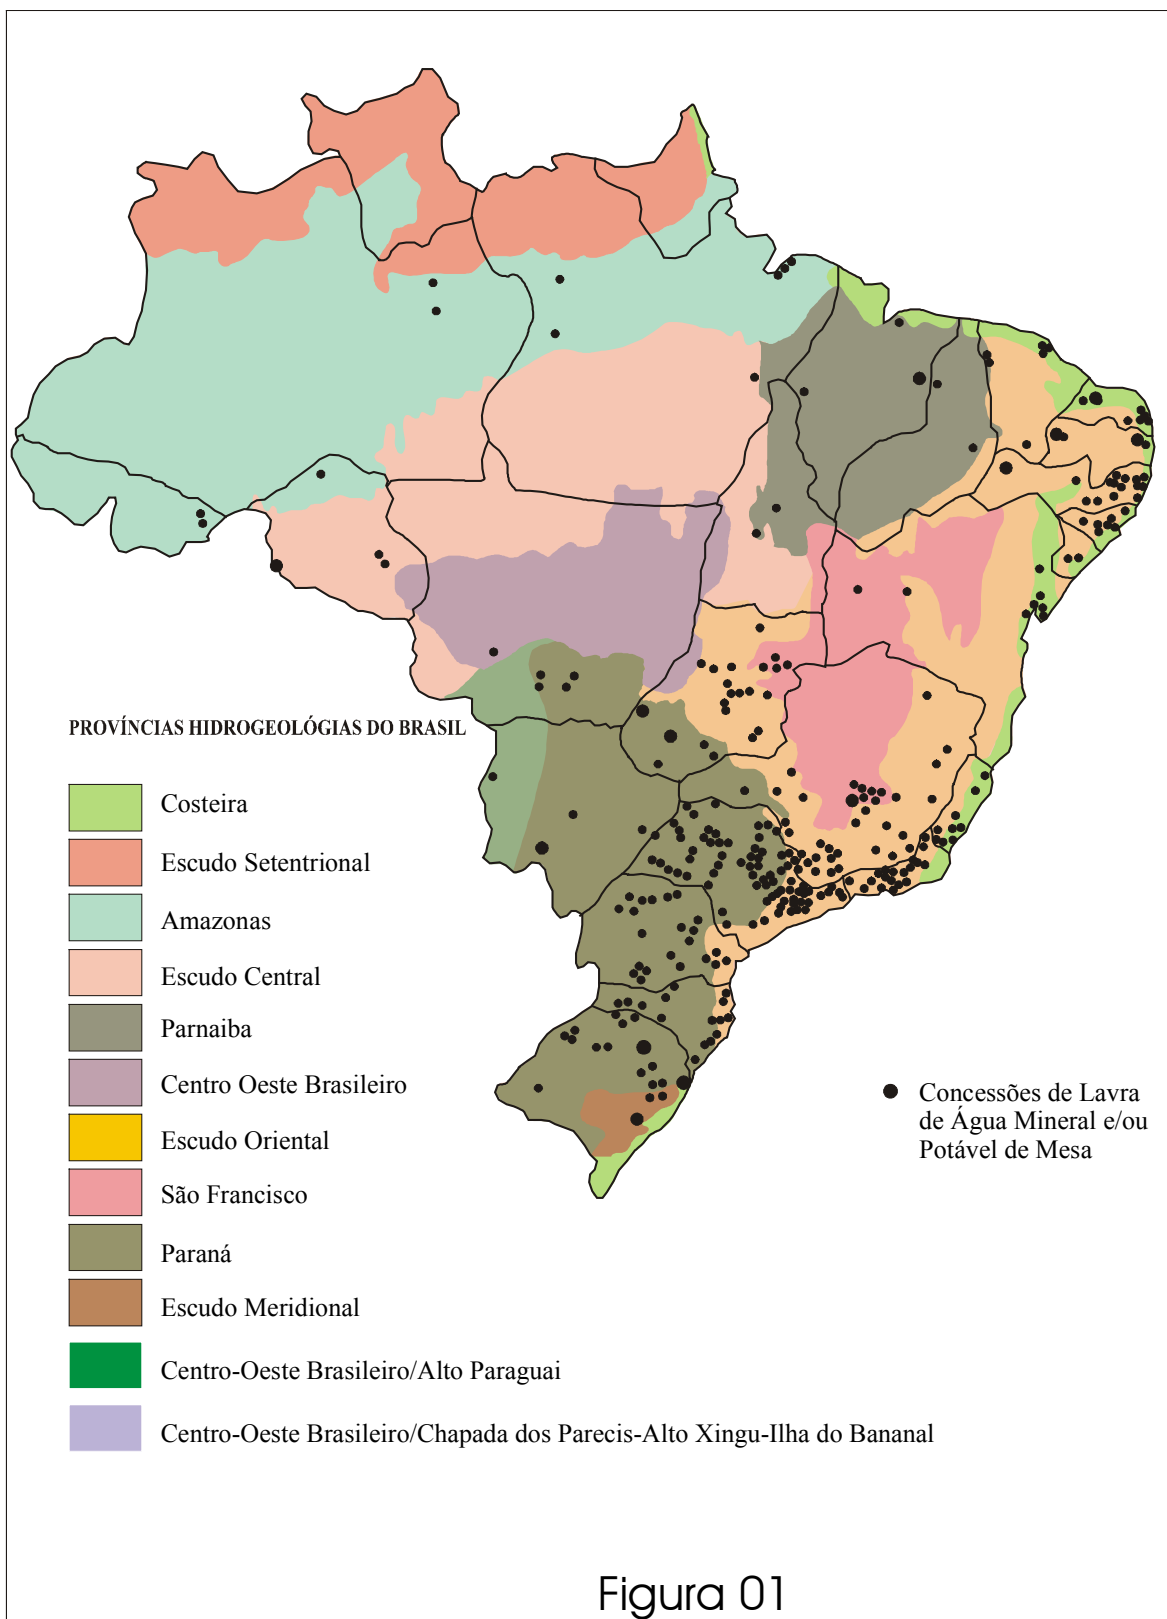 PROVÍNCIAS HIDROGEOLÓGIAS DO BRASIL
Costeira
Escudo Setentrional
Amazonas
Escudo Central
Parnaiba
Centro Oeste Brasileiro
Escudo Oriental
São Francisco
Paraná
Escudo Meridional
Centro-Oeste Brasileiro/Alto Paraguai
Centro-Oeste Brasileiro/Chapada dos Parecis-Alto Xingu-Ilha do Bananal
Concessões de Lavra
de Água Mineral e/ou
Potável de Mesa
Figura 01